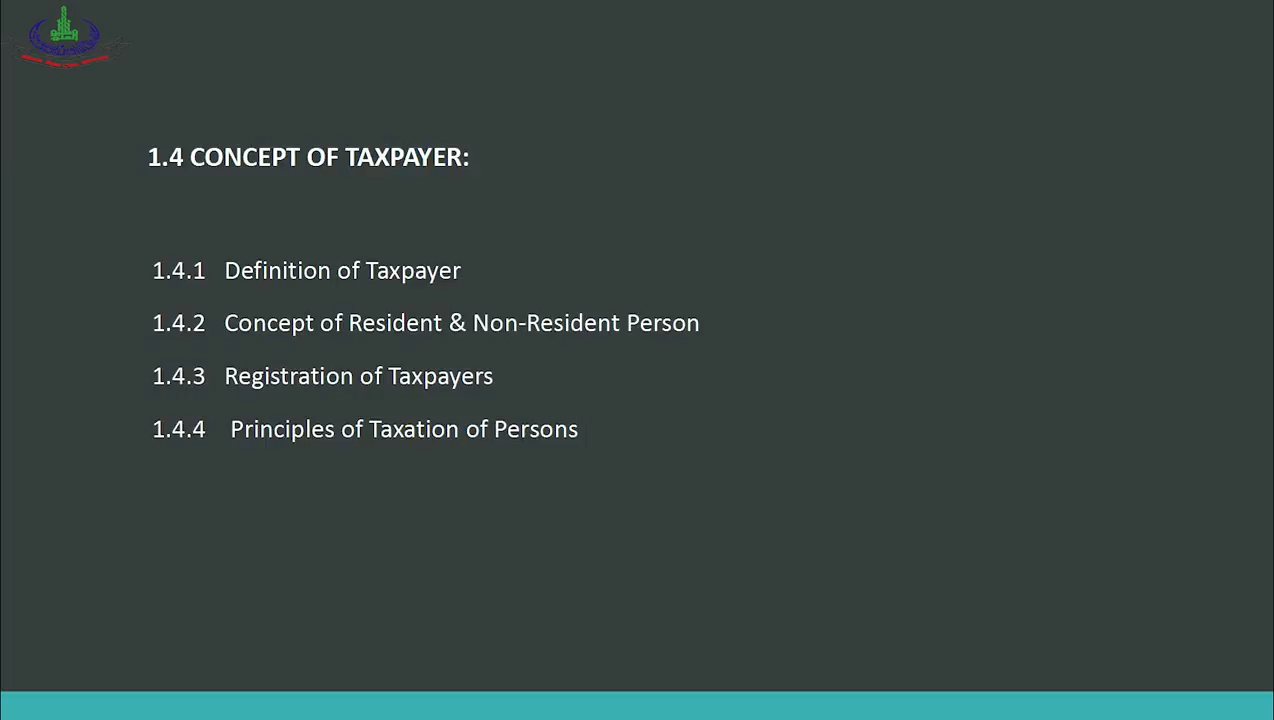 1.4 CONCEPT OF TAXPAYER:
1.4.1 Definition of Taxpayer
1.4.2 Concept of Resident & Non-Resident Person
1.4.3 Registration of Taxpayers
1.4.4 Principles of Taxation of Persons